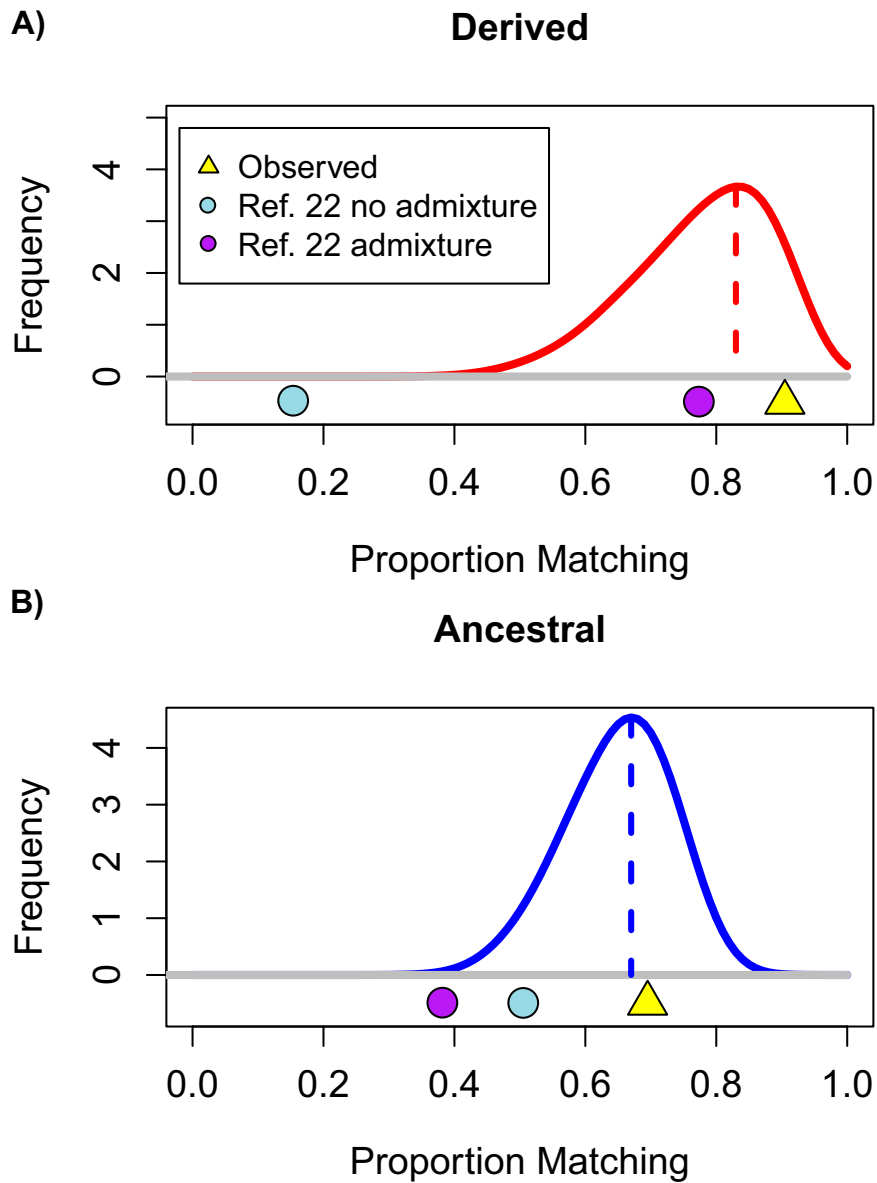 A)
Derived
Frequency
4
2
0
Observed
Ref. 22 no admixture
Ref. 22 admixture
0.0 0.2 0.4 0.6 0.8 1.0
Proportion Matching
B)
Ancestral
Frequency
4
3
2
1
0
0.0 0.2 0.4 0.6 0.8 1.0
Proportion Matching